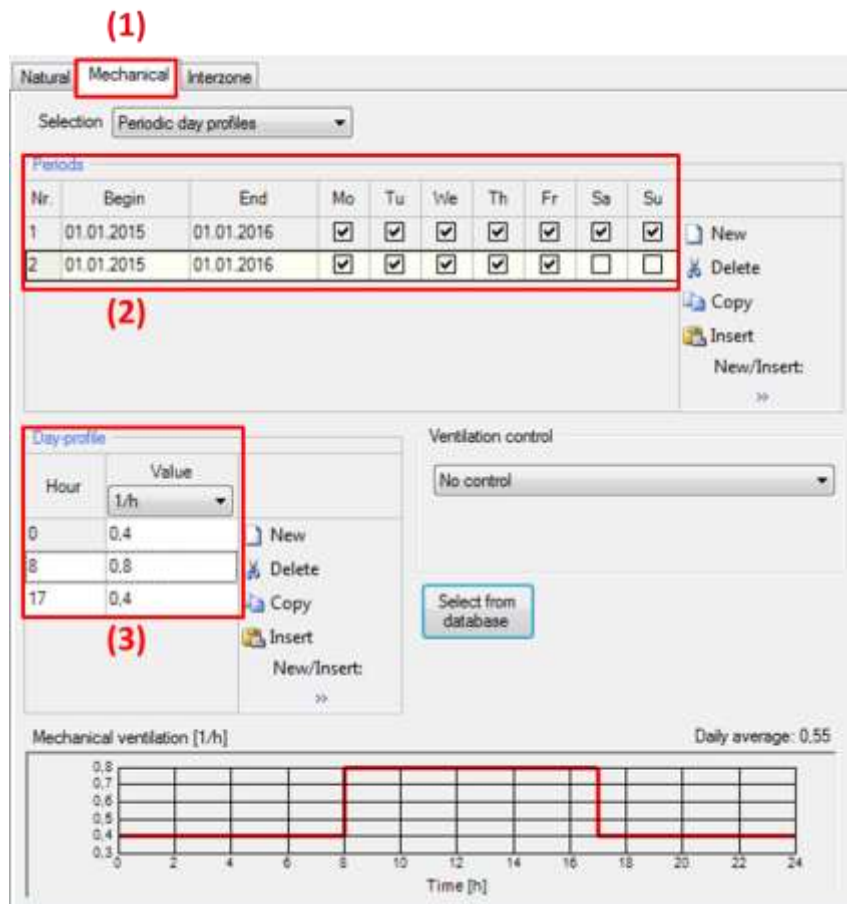 (1)
Natural Mechanical Interzone
Selection Periodic day profiles
Periods
Nr. Begin End Mo Tu We Th Fr Sa Su
1 01.01.2015 01.01.2016
2 01.01.2015 01.01.2016
New
Delete
Copy
Insert
New/Insert:
»
(2)
Day-profile
Hour Value
1/h
0 0,4
8 0,8
17 0,4
New
Delete
Copy
Insert
New/Insert:
»
(3)
Ventilation control
No control
Select from
database
Mechanical ventilation [1/h] Daily average: 0,55
0,8
0,7
0,6
0,5
0,4
0,3
0 2 4 6 8 10 12 14 16 18 20 22 24
Time [h]